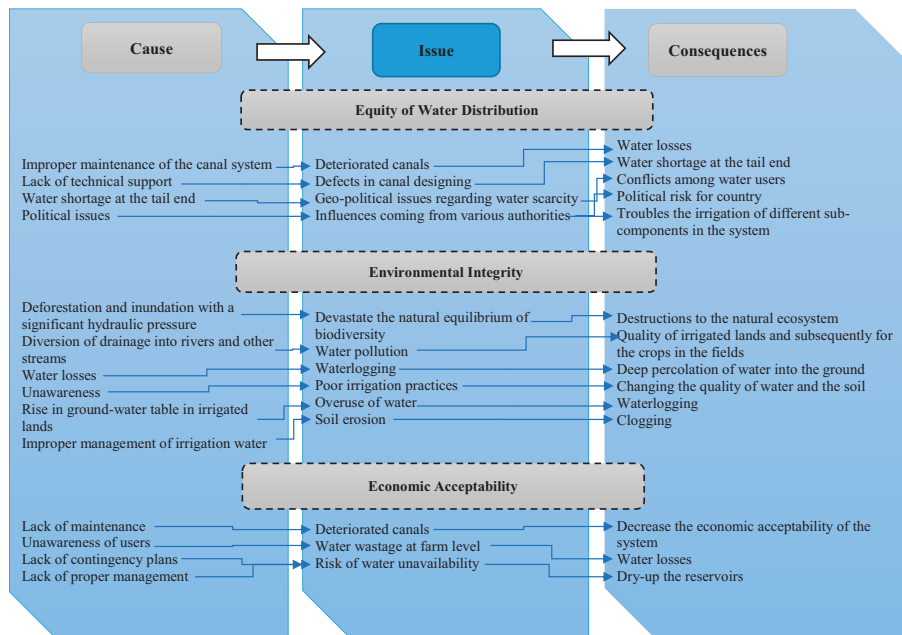 Cause
Issue
Consequences
Equity of Water Distribution
Improper maintenance of the canal system
Lack of technical support
Water shortage at the tail end
Political issues
Deteriorated canals
Defects in canal designing
Geo-political issues regarding water scarcity
Influences coming from various authorities
Water losses
Water shortage at the tail end
Conflicts among water users
Political risk for country
Troubles the irrigation of different sub-
components in the system
Environmental Integrity
Deforestation and inundation with a
significant hydraulic pressure
Diversion of drainage into rivers and other
streams
Water losses
Unawareness
Rise in ground-water table in irrigated
lands
Improper management of irrigation water
Devastate the natural equilibrium of
biodiversity
Water pollution
Waterlogging
Poor irrigation practices
Overuse of water
Soil erosion
Destructions to the natural ecosystem
Quality of irrigated lands and subsequently for
the crops in the fields
Deep percolation of water into the ground
Changing the quality of water and the soil
Waterlogging
Clogging
Economic Acceptability
Lack of maintenance
Unawareness of users
Lack of contingency plans
Lack of proper management
Deteriorated canals
Water wastage at farm level
Risk of water unavailability
Decrease the economic acceptability of the
system
Water losses
Dry-up the reservoirs